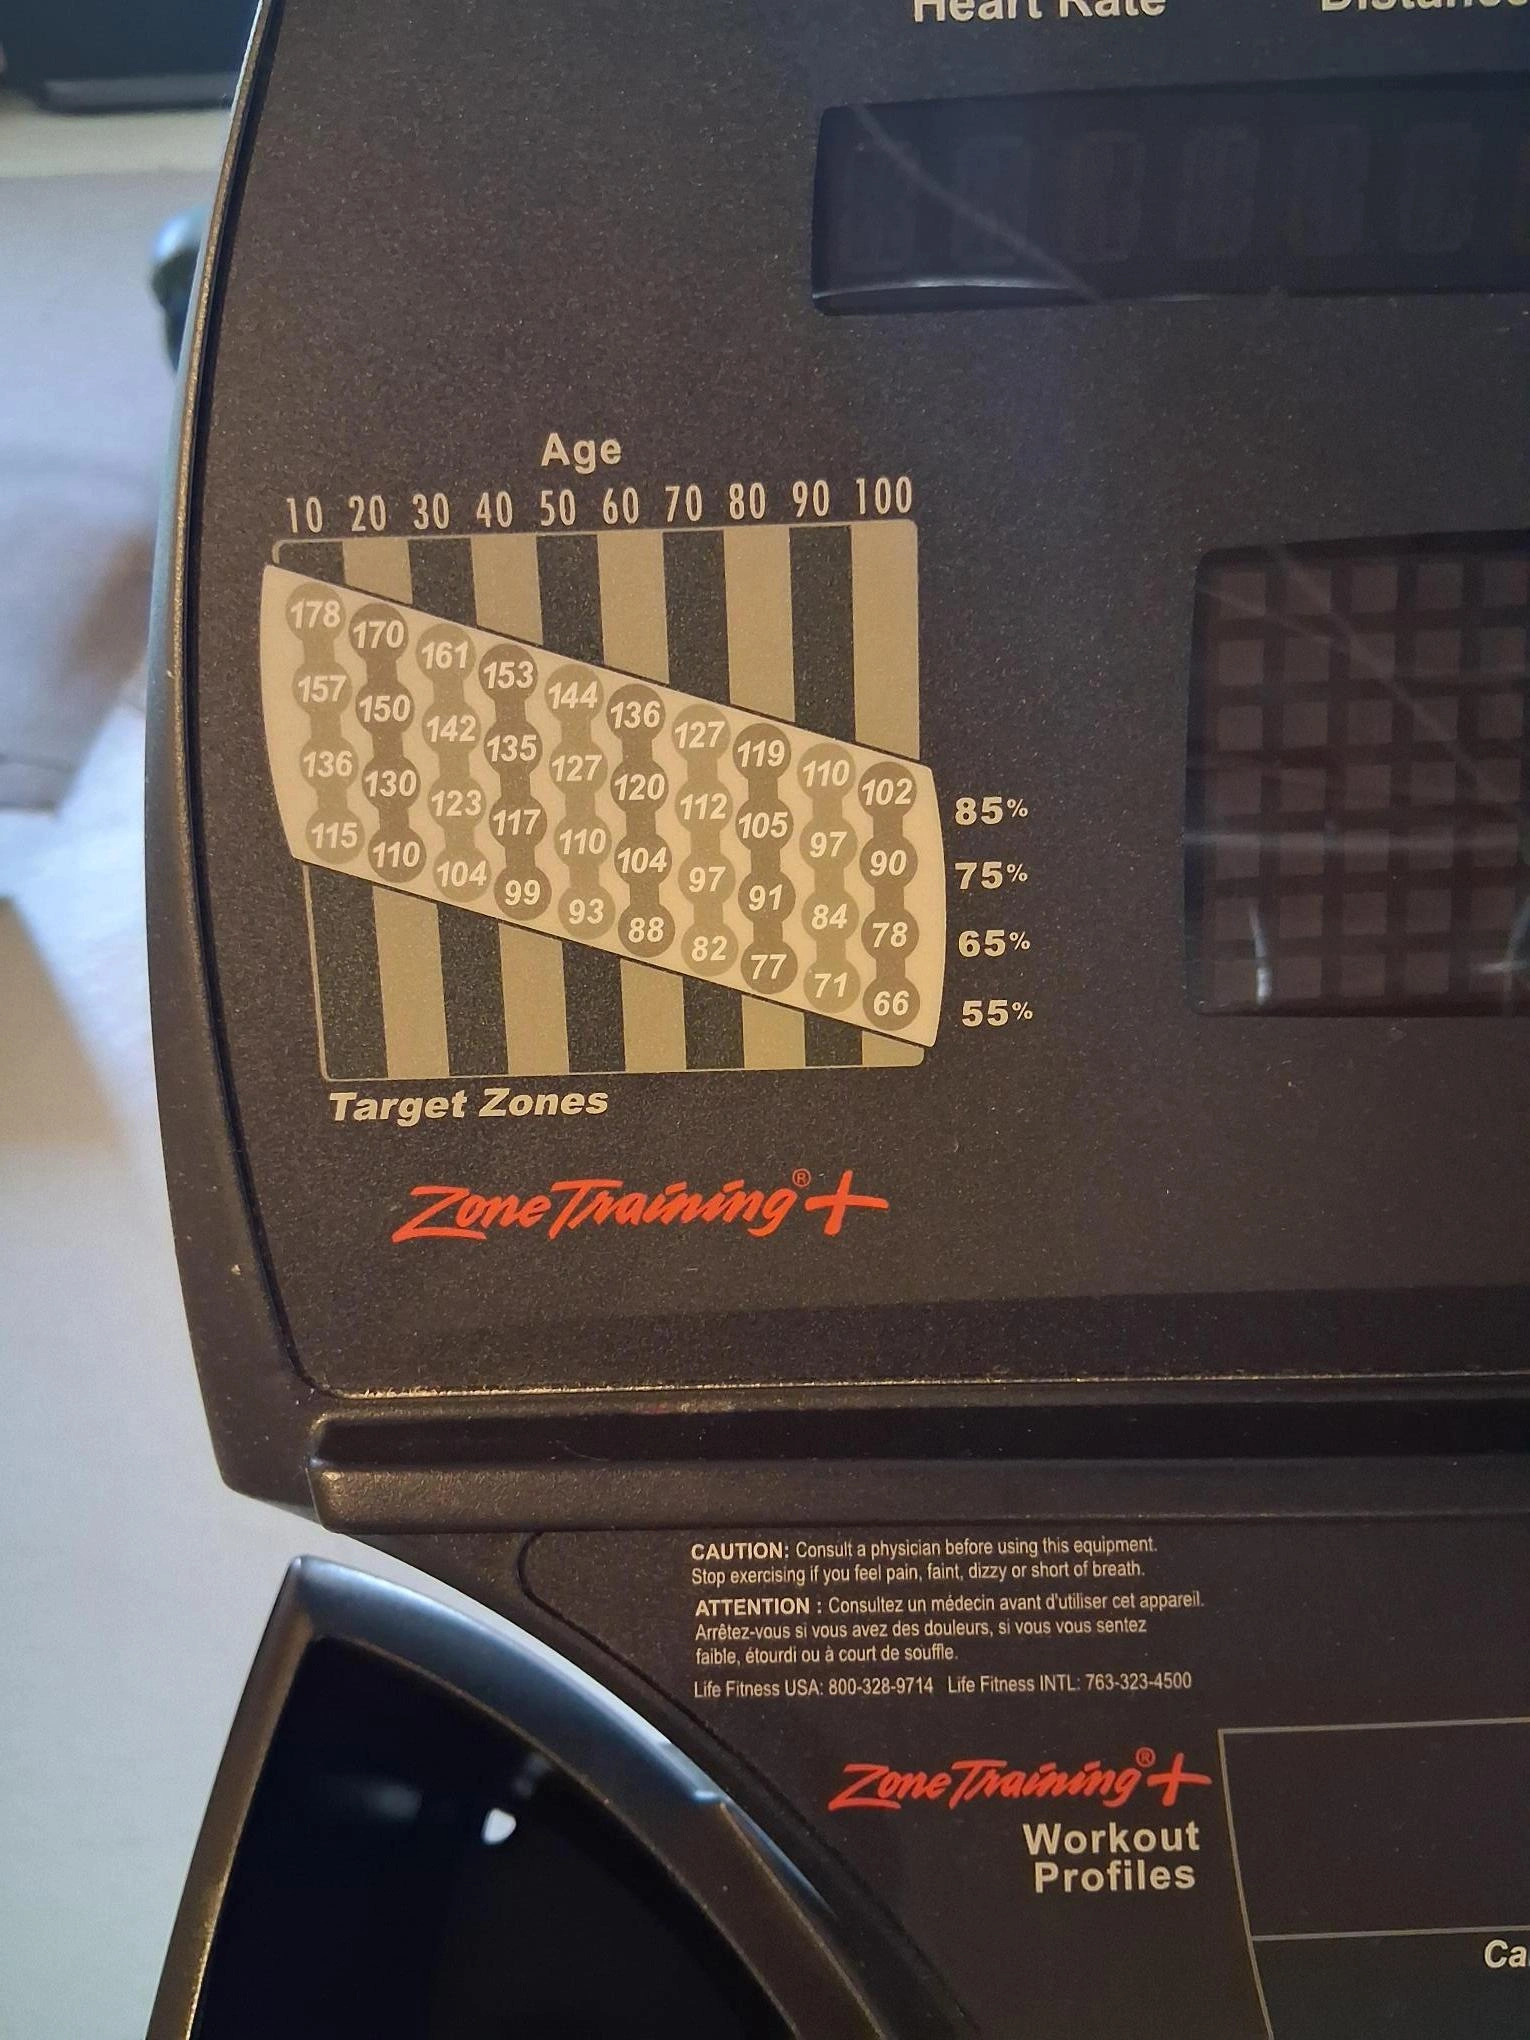 Heart Rate Distance
Age
10 20 30 40 50 60 70 80 90 100
178 170 161 153 144 136 127 119 110 102 85%
157 150 142 135 127 120 112 105 97 90 75%
136 130 123 117 110 104 97 91 84 78 65%
115 110 104 99 93 88 82 77 71 66 55%
Target Zones
Zone Training®+
CAUTION: Consult a physician before using this equipment.
Stop exercising if you feel pain, faint, dizzy or short of breath.
ATTENTION : Consultez un médecin avant d'utiliser cet appareil.
Arrêtez-vous si vous avez des douleurs, si vous vous sentez
faible, étourdi ou à court de souffle.
Life Fitness USA: 800-328-9714 Life Fitness INTL: 763-323-4500
Zone Training®+
Workout
Profiles